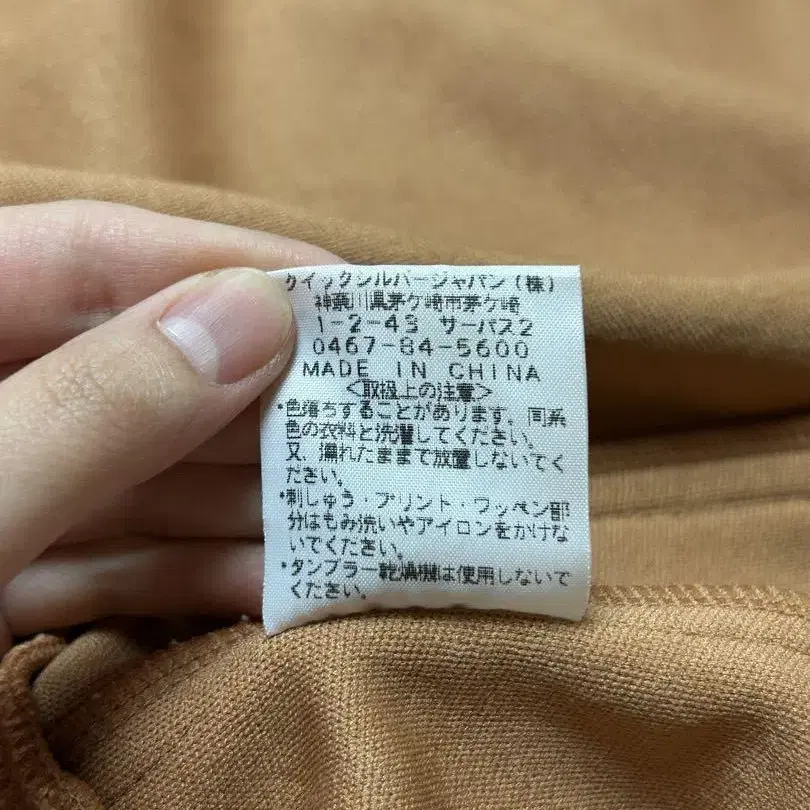 クイックシルバージャパン(株)
神奈川県茅ケ崎市茅ケ崎
1-2-43 サーパス2
0467-84-5600
MADE IN CHINA
<取扱上の注意>
・色落ちすることがあります。同系
色の衣料と洗濯してください。
又、濡れたままで放置しないでく
ださい。
・刺しゅう・プリント・ワッペン部
分はもみ洗いやアイロンをかけな
いでください。
・タンブラー乾燥機は使用しないで
ください。